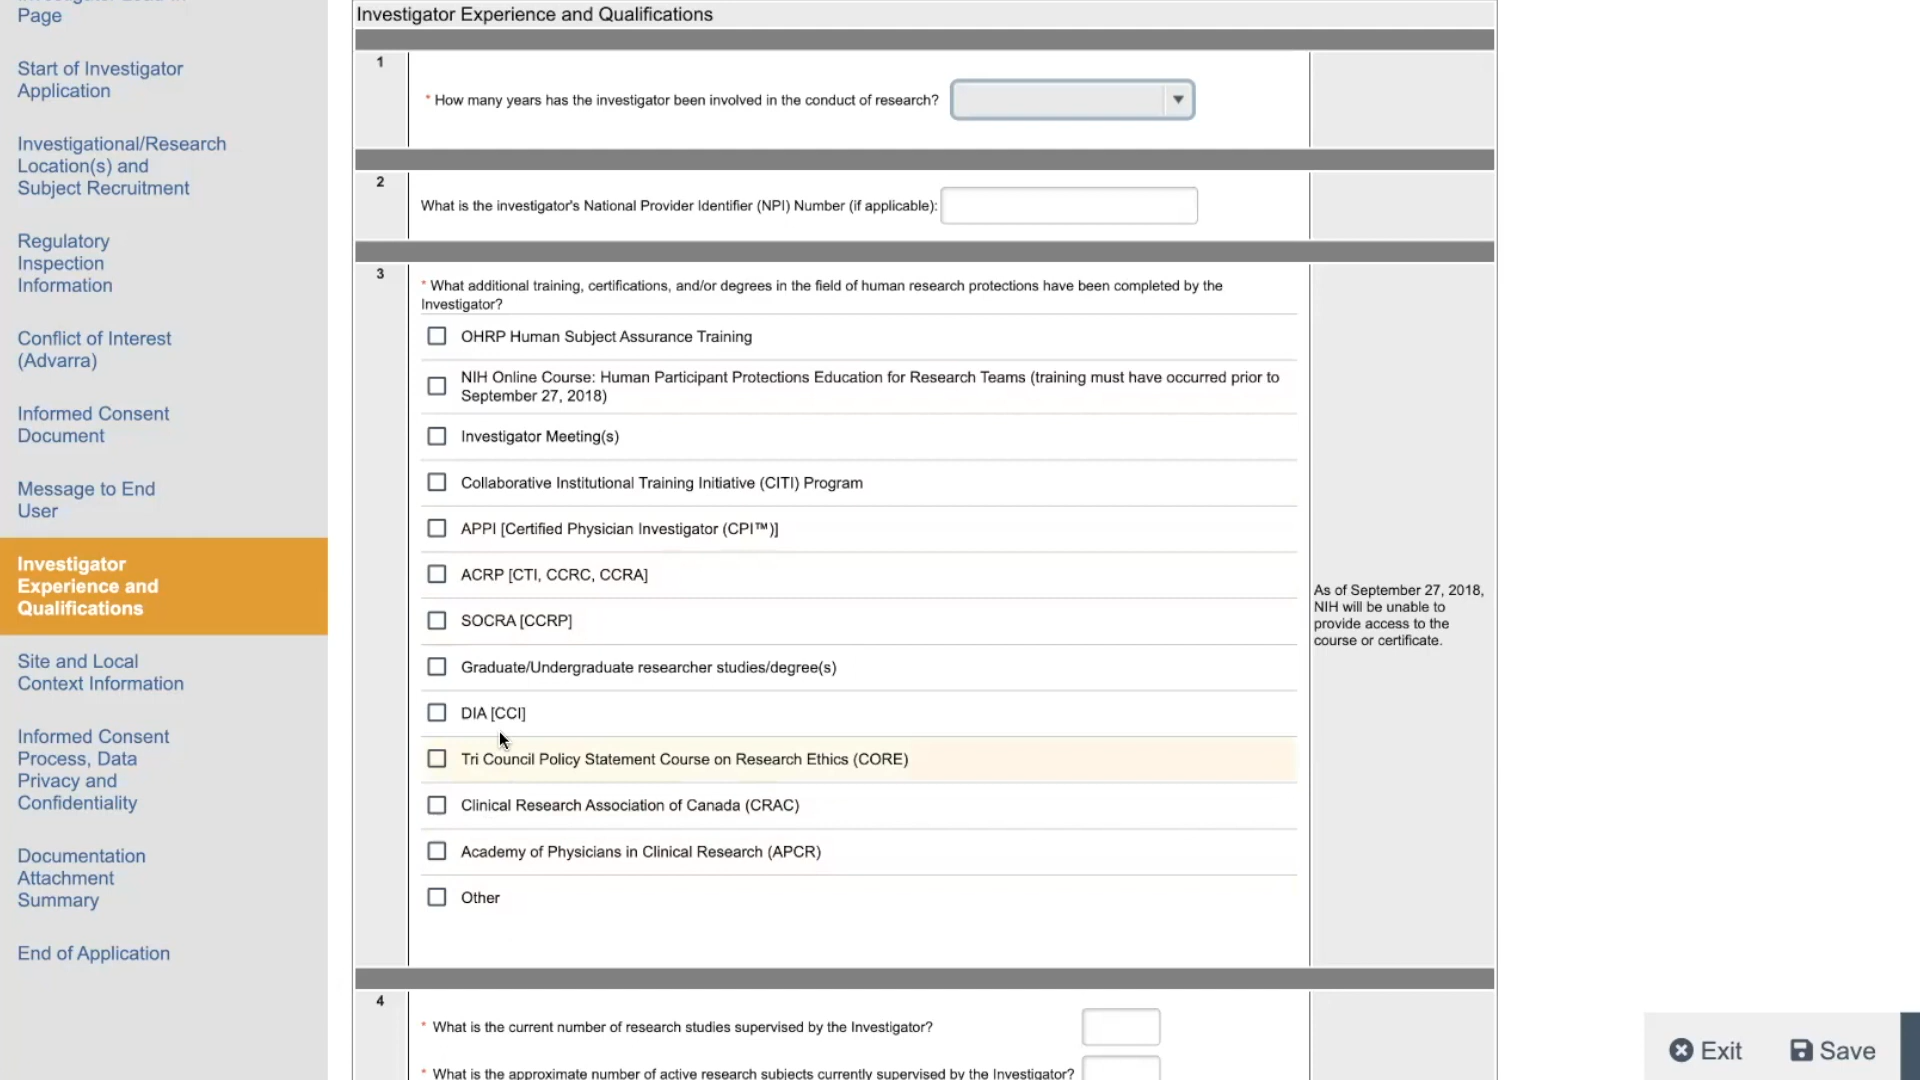 Page
Start of Investigator
Application
Investigational/Research
Location(s) and
Subject Recruitment
Regulatory
Inspection
Information
Conflict of Interest
(Advarra)
Informed Consent
Document
Message to End
User
Investigator
Experience and
Qualifications
Site and Local
Context Information
Informed Consent
Process, Data
Privacy and
Confidentiality
Documentation
Attachment
Summary
End of Application
Investigator Experience and Qualifications
1
* How many years has the investigator been involved in the conduct of research?
2
What is the investigator's National Provider Identifier (NPI) Number (if applicable):
3
* What additional training, certifications, and/or degrees in the field of human research protections have been completed by the
Investigator?
OHRP Human Subject Assurance Training
NIH Online Course: Human Participant Protections Education for Research Teams (training must have occurred prior to
September 27, 2018)
Investigator Meeting(s)
Collaborative Institutional Training Initiative (CITI) Program
APPI [Certified Physician Investigator (CPI™)]
ACRP [CTI, CCRC, CCRA]
SOCRA [CCRP]
Graduate/Undergraduate researcher studies/degree(s)
DIA [CCI]
Tri Council Policy Statement Course on Research Ethics (CORE)
Clinical Research Association of Canada (CRAC)
Academy of Physicians in Clinical Research (APCR)
Other
As of September 27, 2018,
NIH will be unable to
provide access to the
course or certificate.
4
* What is the current number of research studies supervised by the Investigator?
* What is the approximate number of active research subjects currently supervised by the Investigator?
Exit
Save